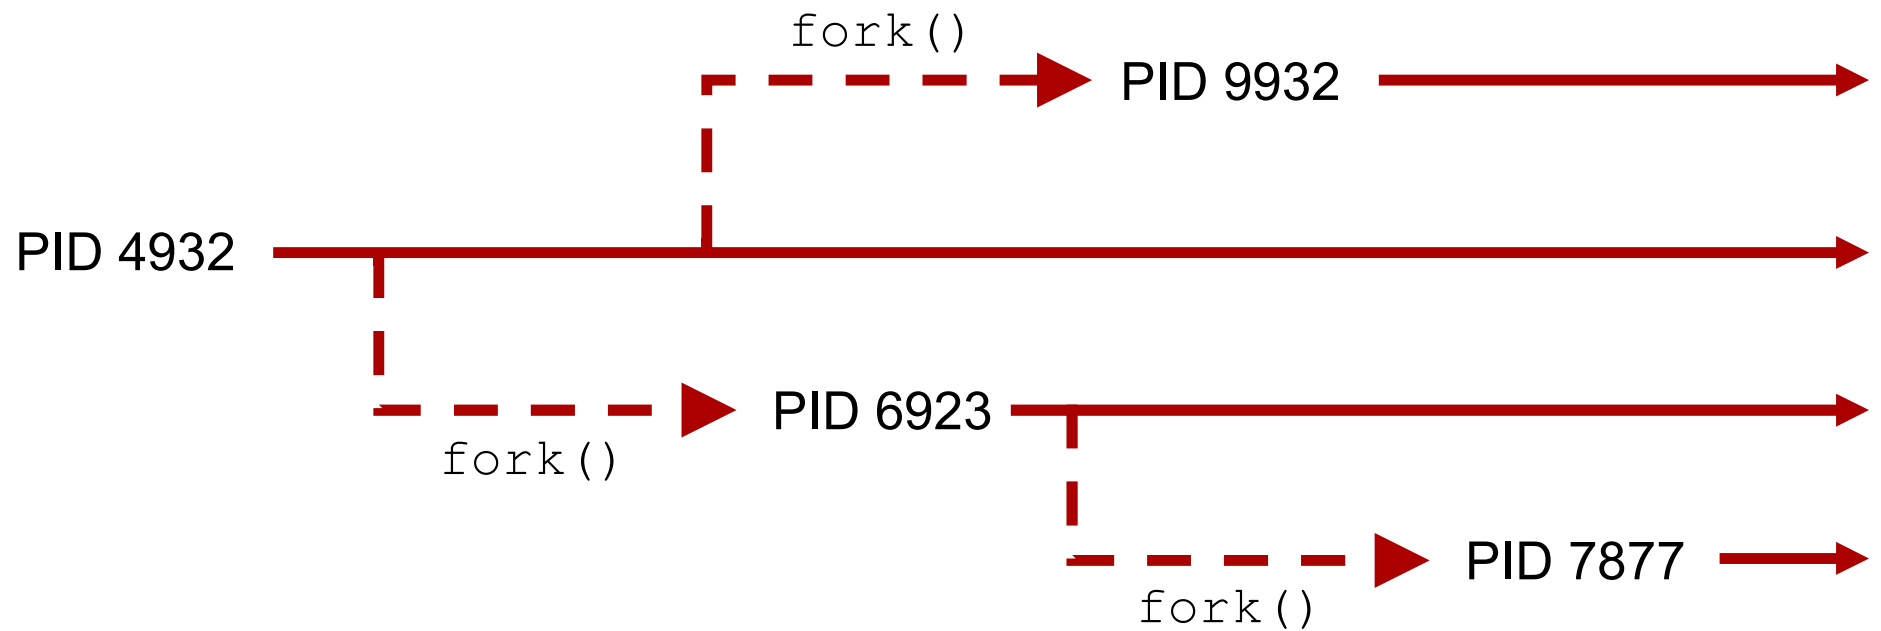 fork()
PID 9932
PID 4932
PID 6923
fork()
PID 7877
fork()